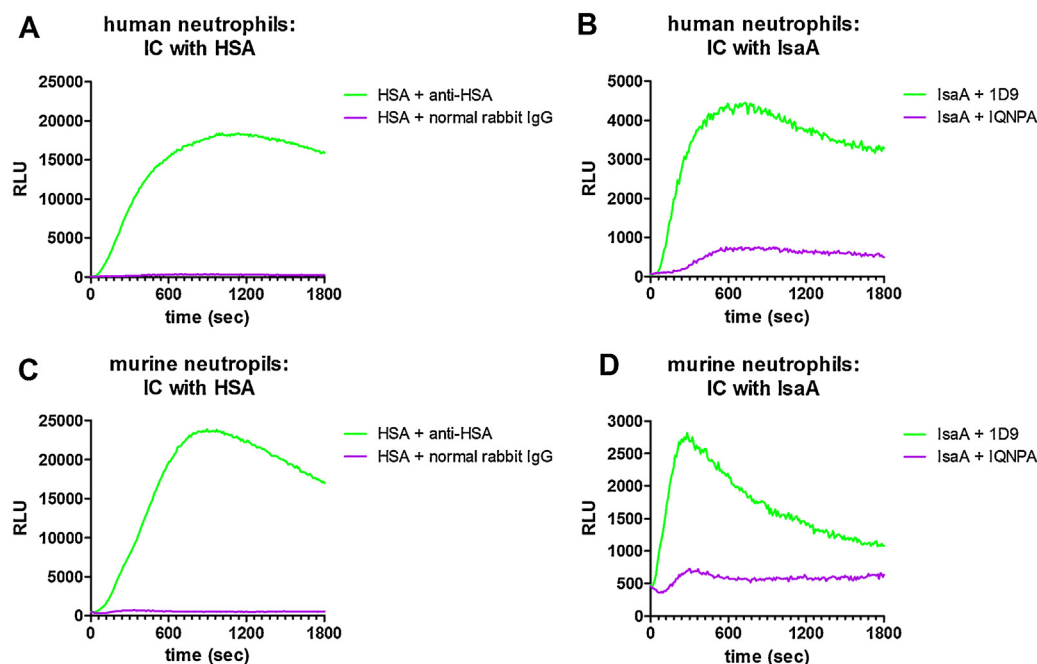 A
human neutrophils:
IC with HSA
25000
20000
15000
10000
5000
0
RLU
0
600
1200
1800
time (sec)
HSA + anti-HSA
HSA + normal rabbit IgG
B
human neutrophils:
IC with IsaA
5000
4000
3000
2000
1000
0
RLU
0
600
1200
1800
time (sec)
IsaA + 1D9
IsaA + IQNPA
C
murine neutropils:
IC with HSA
25000
20000
15000
10000
5000
0
RLU
0
600
1200
1800
time (sec)
HSA + anti-HSA
HSA + normal rabbit IgG
D
murine neutrophils:
IC with IsaA
3000
2500
2000
1500
1000
500
0
RLU
0
600
1200
1800
time (sec)
IsaA + 1D9
IsaA + IQNPA